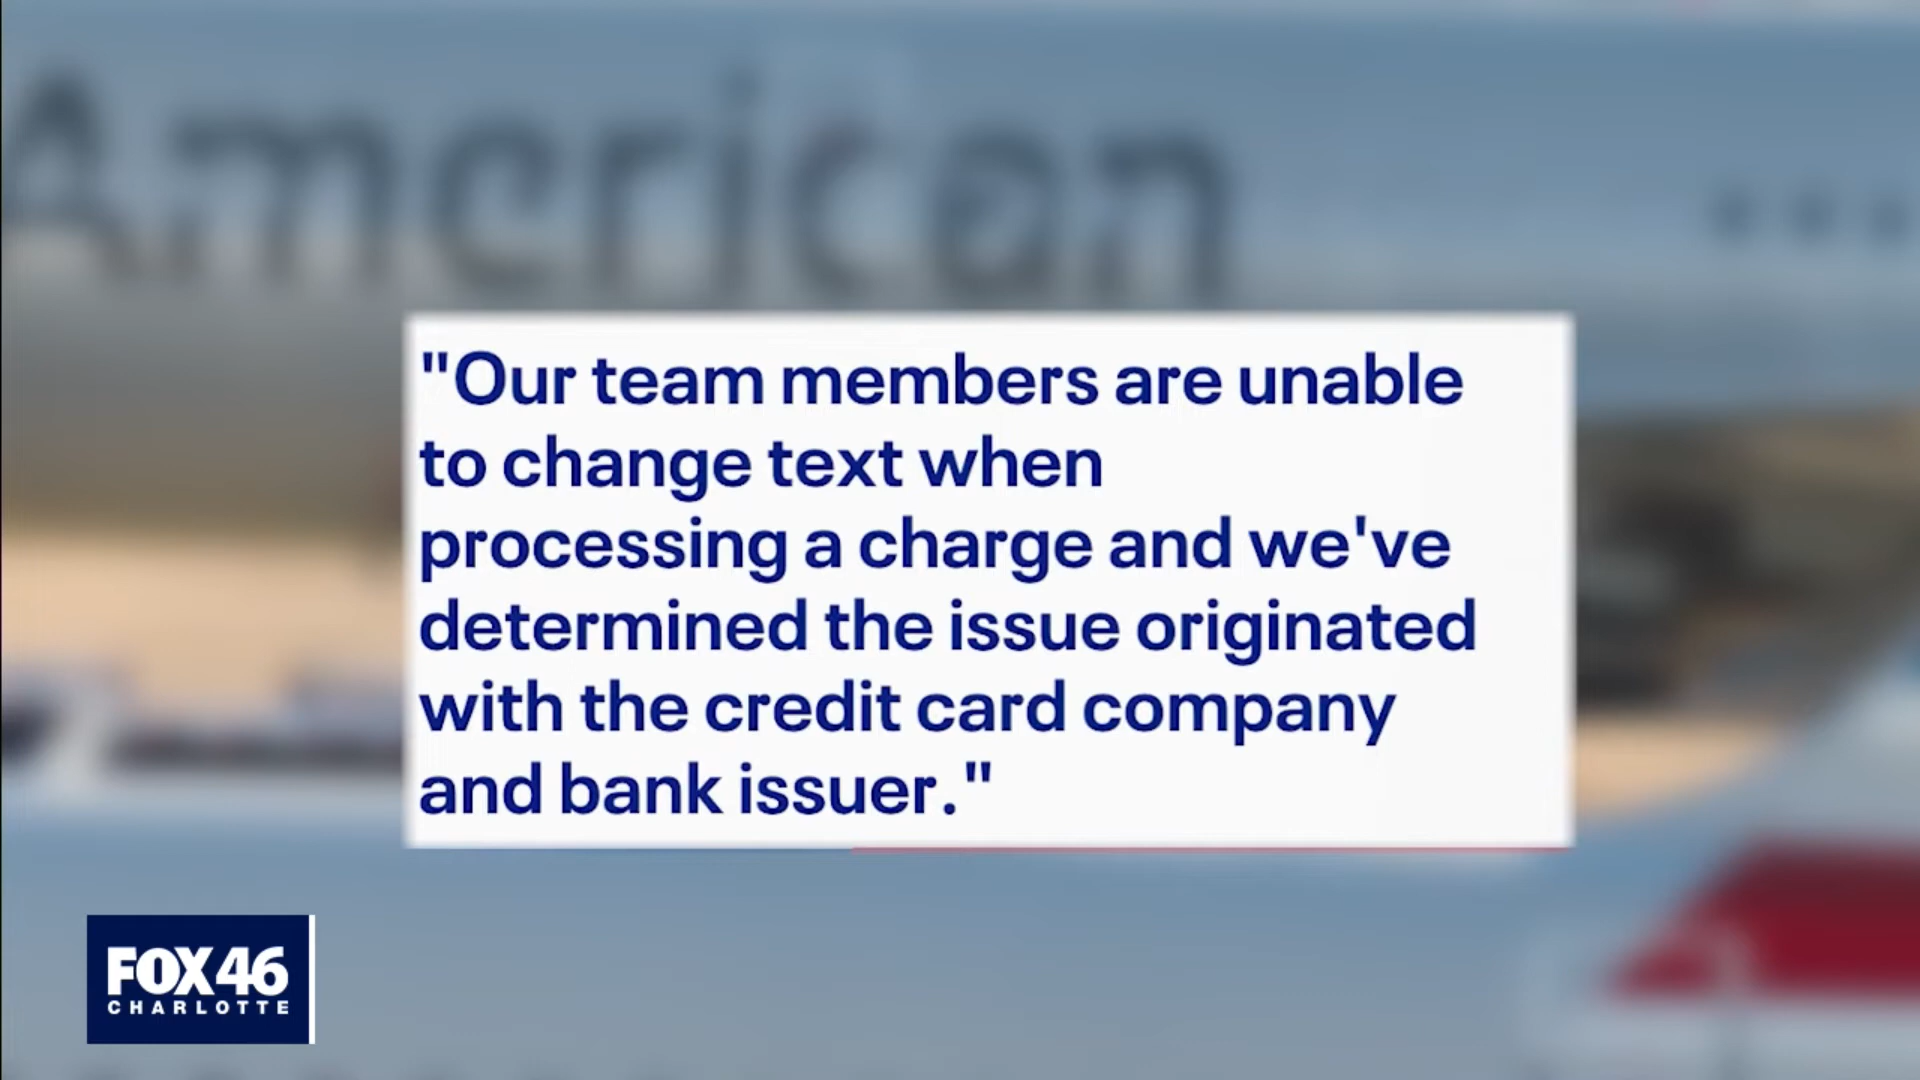 American
"Our team members are unable
to change text when
processing a charge and we've
determined the issue originated
with the credit card company
and bank issuer."
FOX46
CHARLOTTE